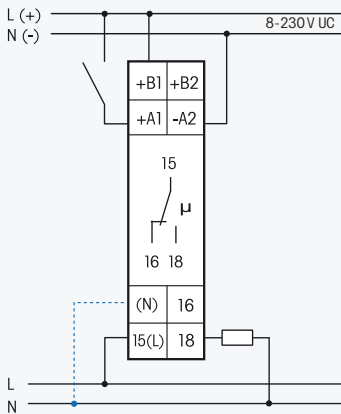 L (+)
8-230 V UC
N (-)
+B1 +B2
+A1 -A2
15
µ
16 18
(N) 16
15(L) 18
L
N